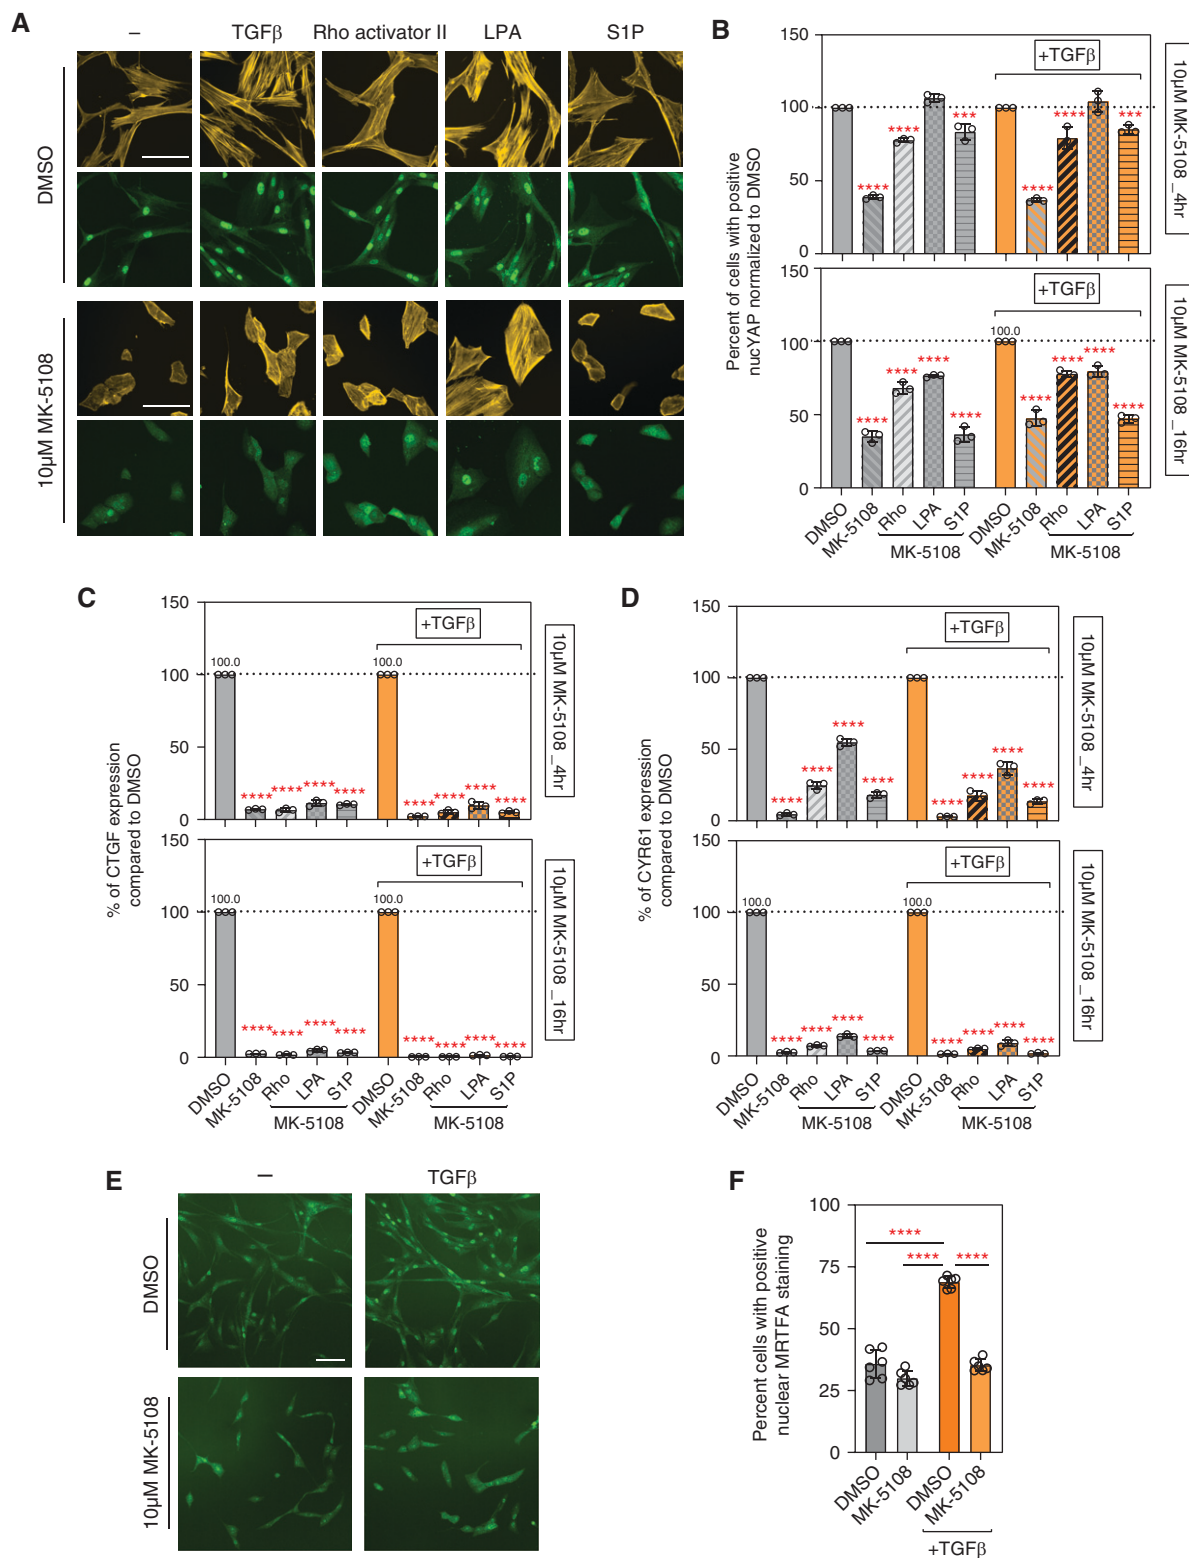 A
–
TGFβ
Rho activator II
LPA
S1P
DMSO
10µM MK-5108
B
Percent of cells with positive
nucYAP normalized to DMSO
150
100
50
0
+TGFβ
****
****
***
****
****
***
10µM MK-5108 _4hr
150
100
50
0
+TGFβ
100.0
****
****
****
****
****
****
****
****
10µM MK-5108 _16hr
DMSO
MK-5108
Rho
LPA
S1P
DMSO
MK-5108
Rho
LPA
S1P
MK-5108
MK-5108
C
% of CTGF expression
compared to DMSO
150
100
50
0
+TGFβ
100.0
100.0
****
****
****
****
****
****
****
****
10µM MK-5108 _4hr
150
100
50
0
+TGFβ
100.0
100.0
****
****
****
****
****
****
****
****
10µM MK-5108 _16hr
DMSO
MK-5108
Rho
LPA
S1P
DMSO
MK-5108
Rho
LPA
S1P
MK-5108
MK-5108
D
% of CYR61 expression
compared to DMSO
150
100
50
0
+TGFβ
****
****
****
****
****
****
****
****
10µM MK-5108 _4hr
150
100
50
0
+TGFβ
100.0
100.0
****
****
****
****
****
****
****
****
10µM MK-5108 _16hr
DMSO
MK-5108
Rho
LPA
S1P
DMSO
MK-5108
Rho
LPA
S1P
MK-5108
MK-5108
E
–
TGFβ
DMSO
10µM MK-5108
F
Percent cells with positive
nuclear MRTFA staining
100
75
50
25
0
****
****
****
DMSO
MK-5108
DMSO
MK-5108
+TGFβ